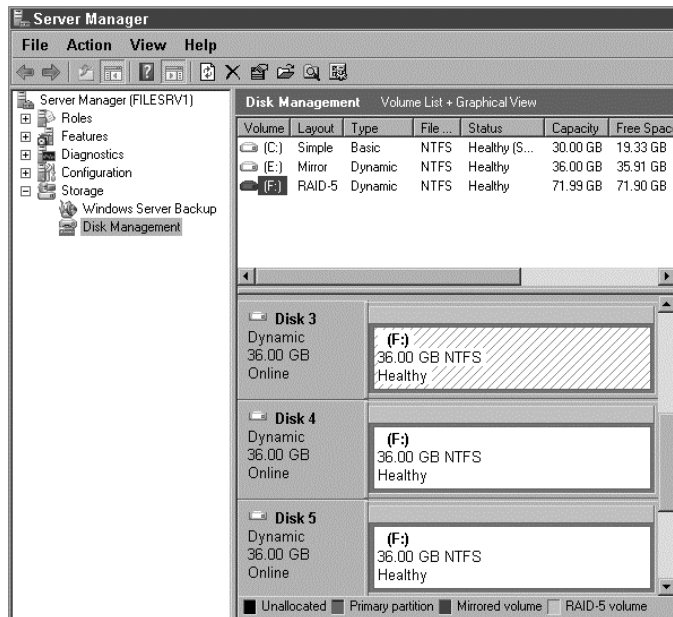 Server Manager
File Action View Help
Server Manager (FILESRV1)
Roles
Features
Diagnostics
Configuration
Storage
Windows Server Backup
Disk Management
Disk Management Volume List + Graphical View
Volume Layout Type File ... Status Capacity Free Spac
(C:) Simple Basic NTFS Healthy (S... 30.00 GB 19.33 GB
(E:) Mirror Dynamic NTFS Healthy 36.00 GB 35.91 GB
(F:) RAID-5 Dynamic NTFS Healthy 71.99 GB 71.90 GB
Disk 3
Dynamic
36.00 GB
Online
(F:)
36.00 GB NTFS
Healthy
Disk 4
Dynamic
36.00 GB
Online
(F:)
36.00 GB NTFS
Healthy
Disk 5
Dynamic
36.00 GB
Online
(F:)
36.00 GB NTFS
Healthy
Unallocated Primary partition Mirrored volume RAID-5 volume